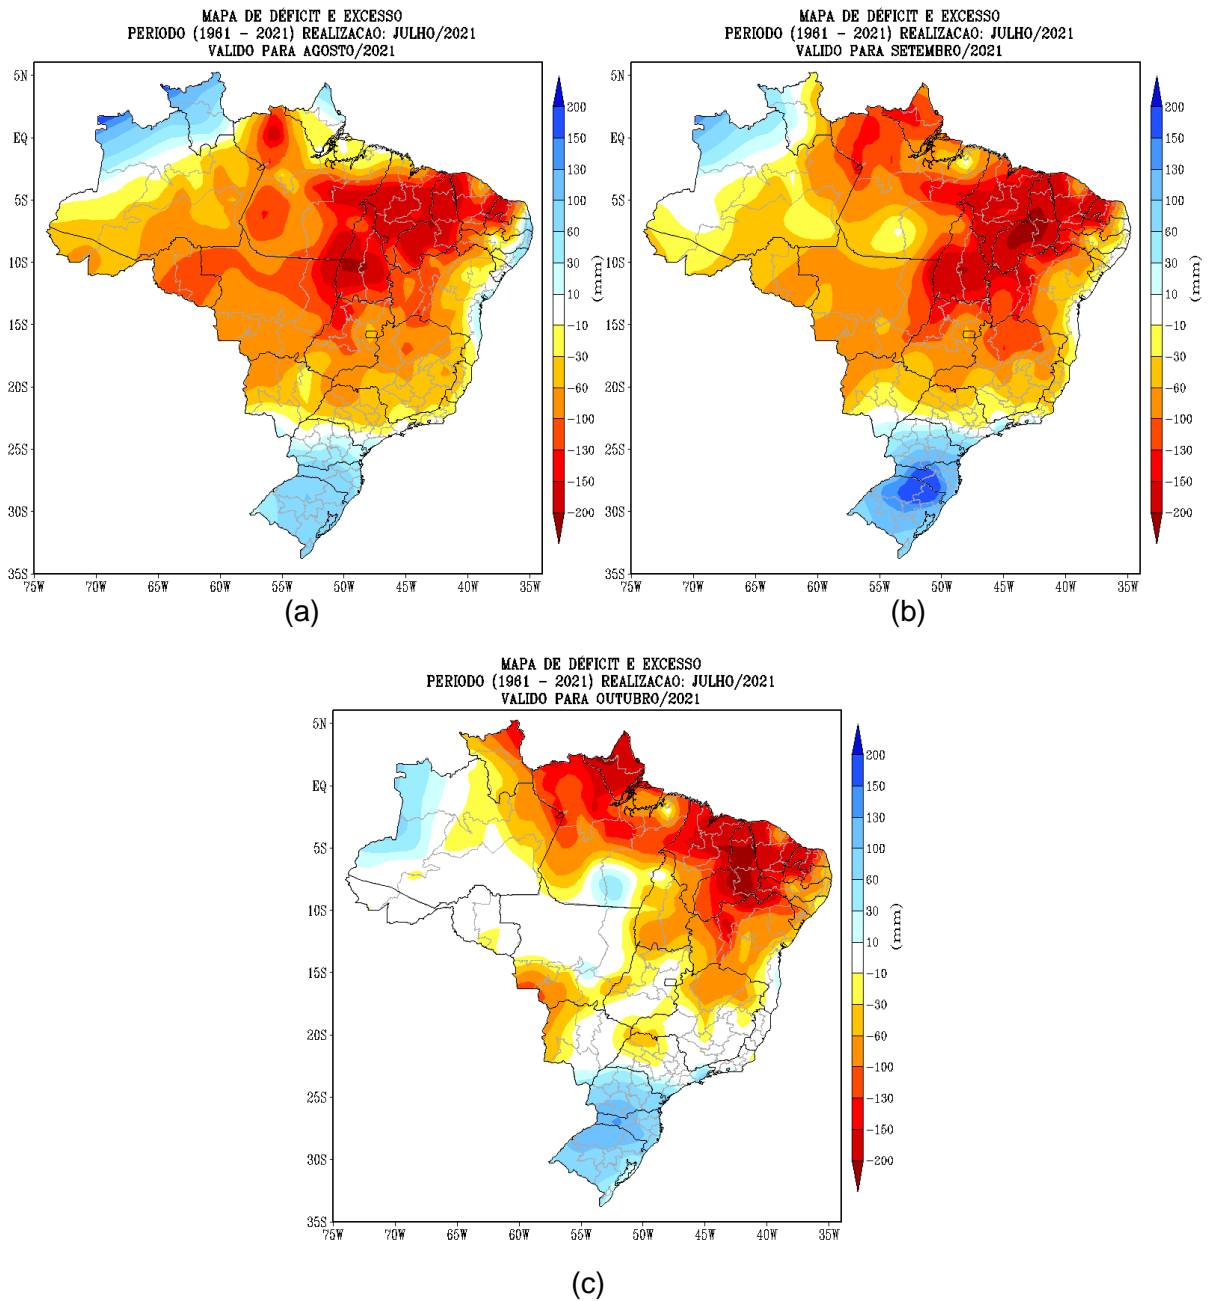 MAPA DE DÉFICIT E EXCESSO
PERIODO (1961 - 2021) REALIZACAO: JULHO/2021
VALIDO PARA AGOSTO/2021
5N
EQ
5S
10S
15S
20S
25S
30S
35S
75W 70W 65W 60W 55W 50W 45W 40W 35W
200
150
130
100
60
30
10
-10
-30
-60
-100
-130
-150
-200
(mm)
(a)
MAPA DE DÉFICIT E EXCESSO
PERIODO (1961 - 2021) REALIZACAO: JULHO/2021
VALIDO PARA SETEMBRO/2021
5N
EQ
5S
10S
15S
20S
25S
30S
35S
75W 70W 65W 60W 55W 50W 45W 40W 35W
200
150
130
100
60
30
10
-10
-30
-60
-100
-130
-150
-200
(mm)
(b)
MAPA DE DÉFICIT E EXCESSO
PERIODO (1961 - 2021) REALIZACAO: JULHO/2021
VALIDO PARA OUTUBRO/2021
5N
EQ
5S
10S
15S
20S
25S
30S
35S
75W 70W 65W 60W 55W 50W 45W 40W 35W
200
150
130
100
60
30
10
-10
-30
-60
-100
-130
-150
-200
(mm)
(c)